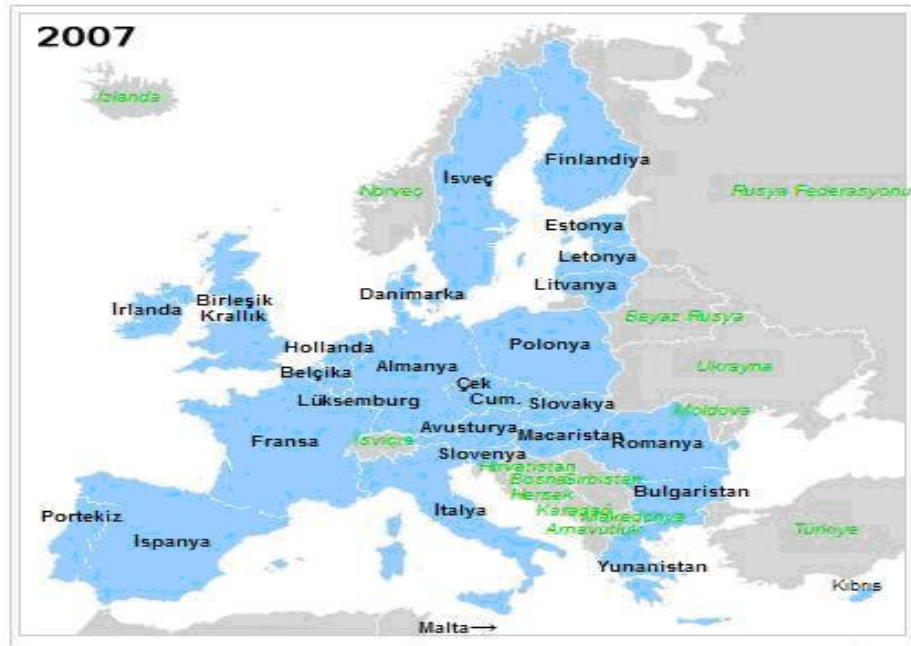 2007
İzlanda
Finlandiya
İsveç
Norveç
Rusya Federasyonu
Estonya
Letonya
Litvanya
Danimarka
İrlanda
Birleşik
Krallık
Beyaz Rusya
Hollanda
Polonya
Almanya
Belçika
Ukrayna
Çek
Cum.
Lüksemburg
Slovakya
Moldova
Avusturya
Macaristan
Romanya
Fransa
İsviçre
Slovenya
Hırvatistan
Bosna
Hersek
Sırbistan
Bulgaristan
Karadağ
Makedonya
Arnavutluk
Portekiz
İspanya
İtalya
Türkiye
Yunanistan
Kıbrıs
Malta→